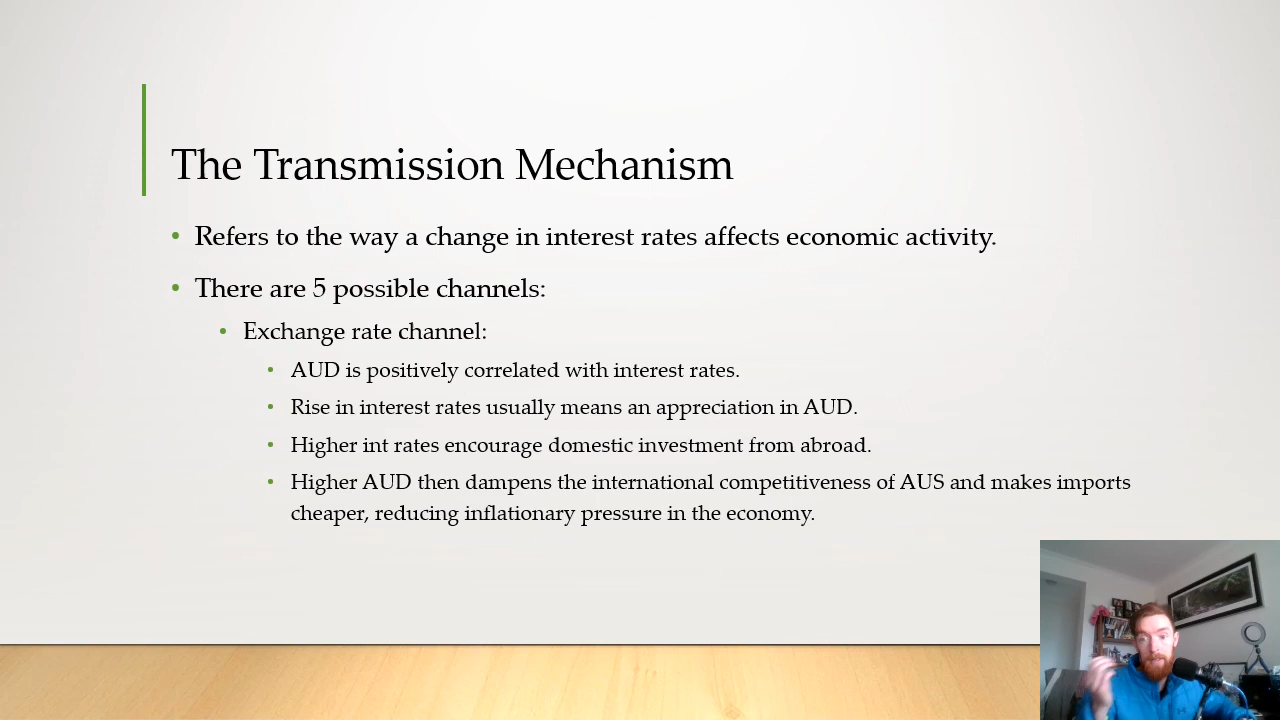 The Transmission Mechanism
• Refers to the way a change in interest rates affects economic activity.
• There are 5 possible channels:
• Exchange rate channel:
• AUD is positively correlated with interest rates.
• Rise in interest rates usually means an appreciation in AUD.
• Higher int rates encourage domestic investment from abroad.
• Higher AUD then dampens the international competitiveness of AUS and makes imports
cheaper, reducing inflationary pressure in the economy.